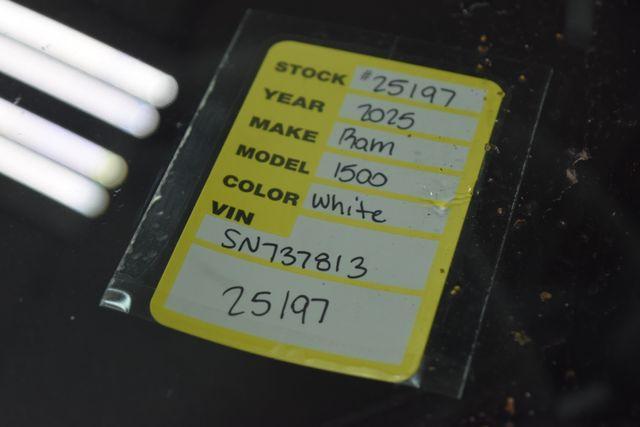 STOCK #25197
YEAR 2025
MAKE Ram
MODEL 1500
COLOR White
VIN
SN737813
25197